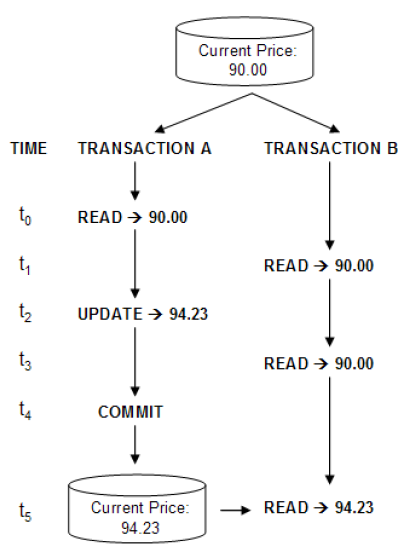 Current Price:
90.00
TIME TRANSACTION A TRANSACTION B
t0 READ → 90.00
t1 READ → 90.00
t2 UPDATE → 94.23
t3 READ → 90.00
t4 COMMIT
t5 Current Price:
94.23
READ → 94.23